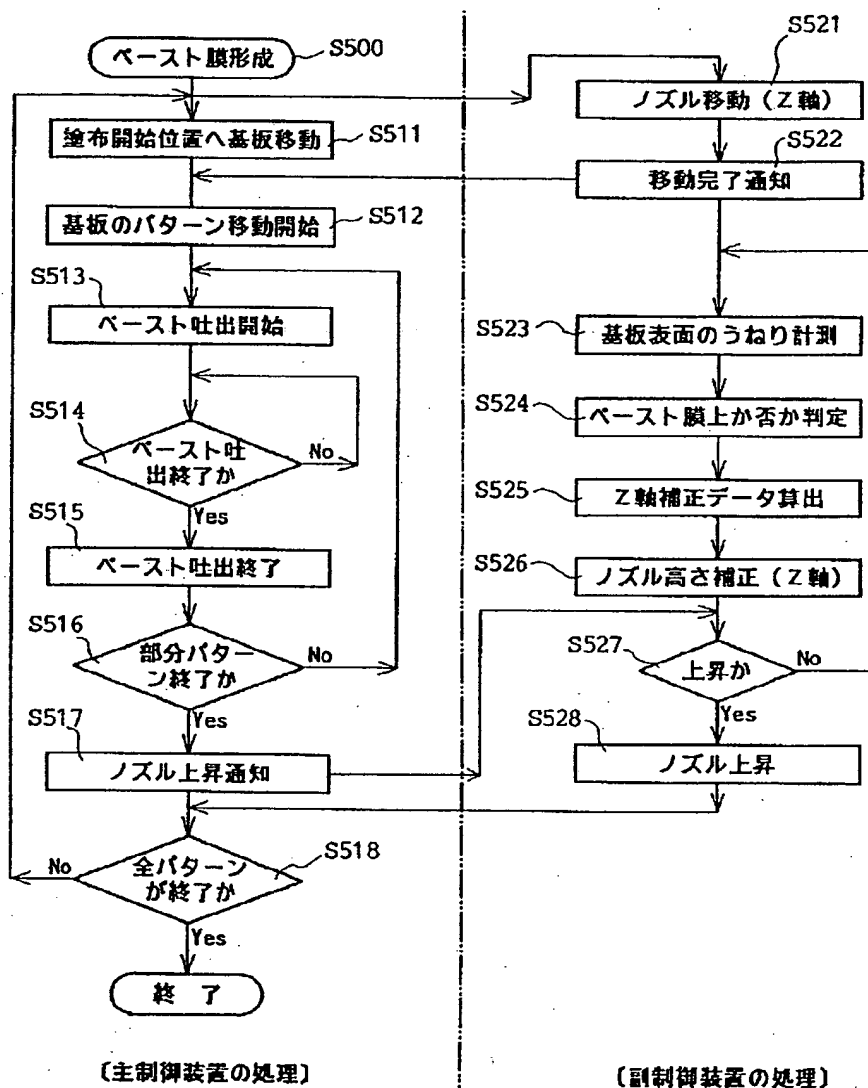 ペースト膜形成
S500
塗布開始位置へ基板移動
S511
基板のパターン移動開始
S512
S513
ペースト吐出開始
S514
ペースト吐
出終了か
No
Yes
S515
ペースト吐出終了
S516
部分パター
ン終了か
No
Yes
S517
ノズル上昇通知
S518
全パターン
が終了か
No
Yes
終 了
〔主制御装置の処理〕
S521
ノズル移動(Z軸)
S522
移動完了通知
S523
基板表面のうねり計測
S524
ペースト膜上か否か判定
S525
Z軸補正データ算出
S526
ノズル高さ補正(Z軸)
S527
上昇か
No
Yes
S528
ノズル上昇
〔副制御装置の処理〕